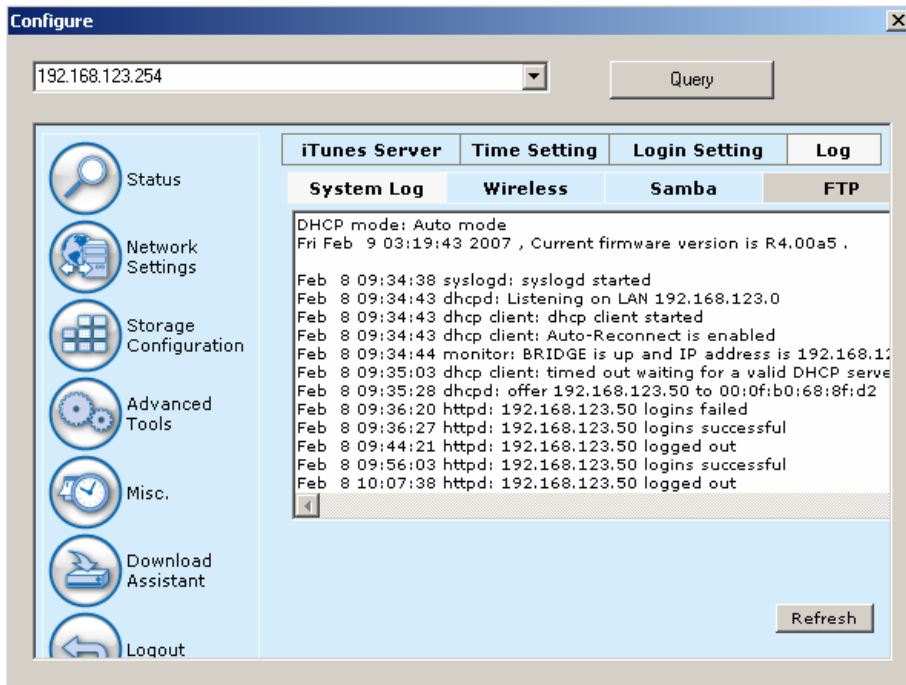 Configure
192.168.123.254
Query
Status
Network
Settings
Storage
Configuration
Advanced
Tools
Misc.
Download
Assistant
Logout
iTunes Server Time Setting Login Setting Log
System Log Wireless Samba FTP
DHCP mode: Auto mode
Fri Feb 9 03:19:43 2007 , Current firmware version is R4.00a5 .
Feb 8 09:34:38 syslogd: syslogd started
Feb 8 09:34:43 dhcpd: Listening on LAN 192.168.123.0
Feb 8 09:34:43 dhcp client: dhcp client started
Feb 8 09:34:43 dhcp client: Auto-Reconnect is enabled
Feb 8 09:34:44 monitor: BRIDGE is up and IP address is 192.168.12
Feb 8 09:35:03 dhcp client: timed out waiting for a valid DHCP serve
Feb 8 09:35:28 dhcpd: offer 192.168.123.50 to 00:0f:b0:68:8f:d2
Feb 8 09:36:20 httpd: 192.168.123.50 logins failed
Feb 8 09:36:27 httpd: 192.168.123.50 logins successful
Feb 8 09:44:21 httpd: 192.168.123.50 logged out
Feb 8 09:56:03 httpd: 192.168.123.50 logins successful
Feb 8 10:07:38 httpd: 192.168.123.50 logged out
Refresh